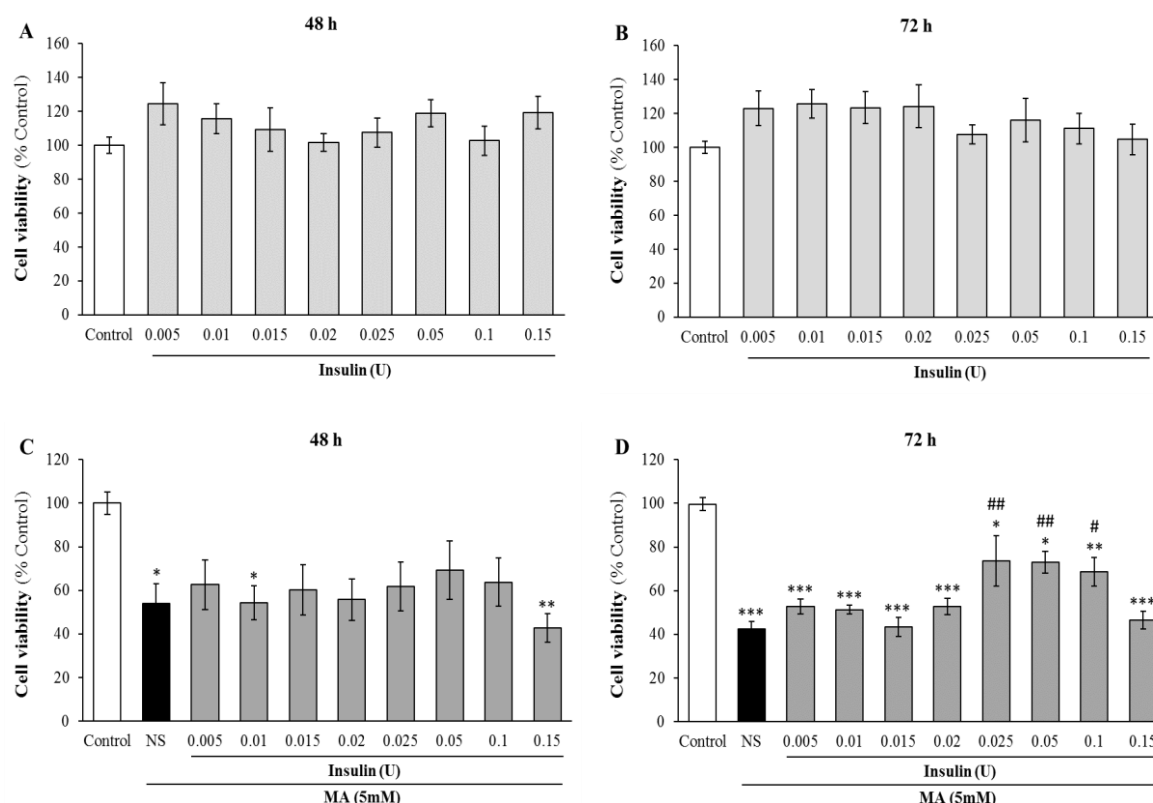 A
48 h
Cell viability (% Control)
160
140
120
100
80
60
40
20
0
Control 0.005 0.01 0.015 0.02 0.025 0.05 0.1 0.15
Insulin (U)
B
72 h
Cell viability (% Control)
160
140
120
100
80
60
40
20
0
Control 0.005 0.01 0.015 0.02 0.025 0.05 0.1 0.15
Insulin (U)
C
48 h
Cell viability (% Control)
120
100
80
60
40
20
0
* * **
Control NS 0.005 0.01 0.015 0.02 0.025 0.05 0.1 0.15
Insulin (U)
MA (5mM)
D
72 h
Cell viability (% Control)
120
100
80
60
40
20
0
## ## #
* * **
*** *** *** *** *** ***
Control NS 0.005 0.01 0.015 0.02 0.025 0.05 0.1 0.15
Insulin (U)
MA (5mM)